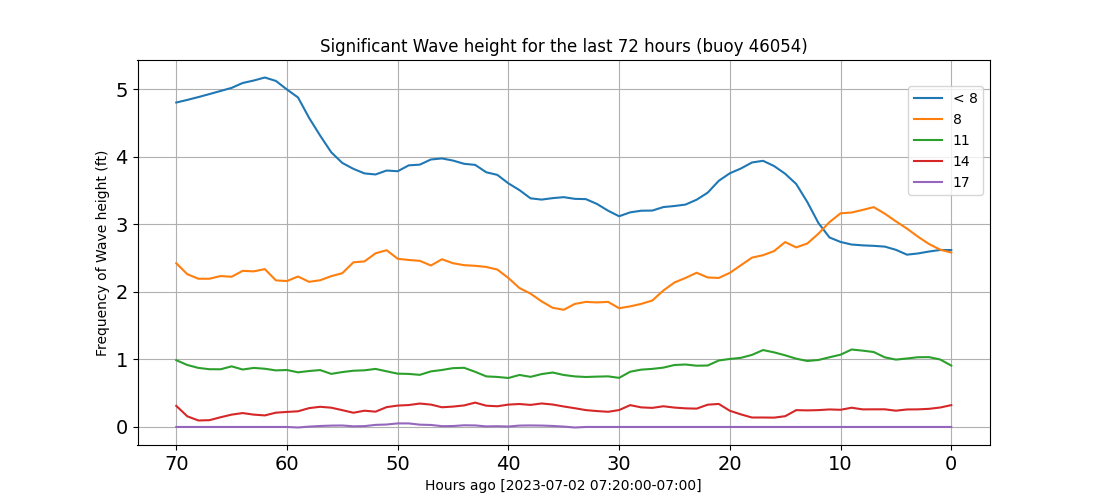 Significant Wave height for the last 72 hours (buoy 46054)
Frequency of Wave height (ft)
5
4
3
2
1
0
< 8
8
11
14
17
70 60 50 40 30 20 10 0
Hours ago [2023-07-02 07:20:00-07:00]